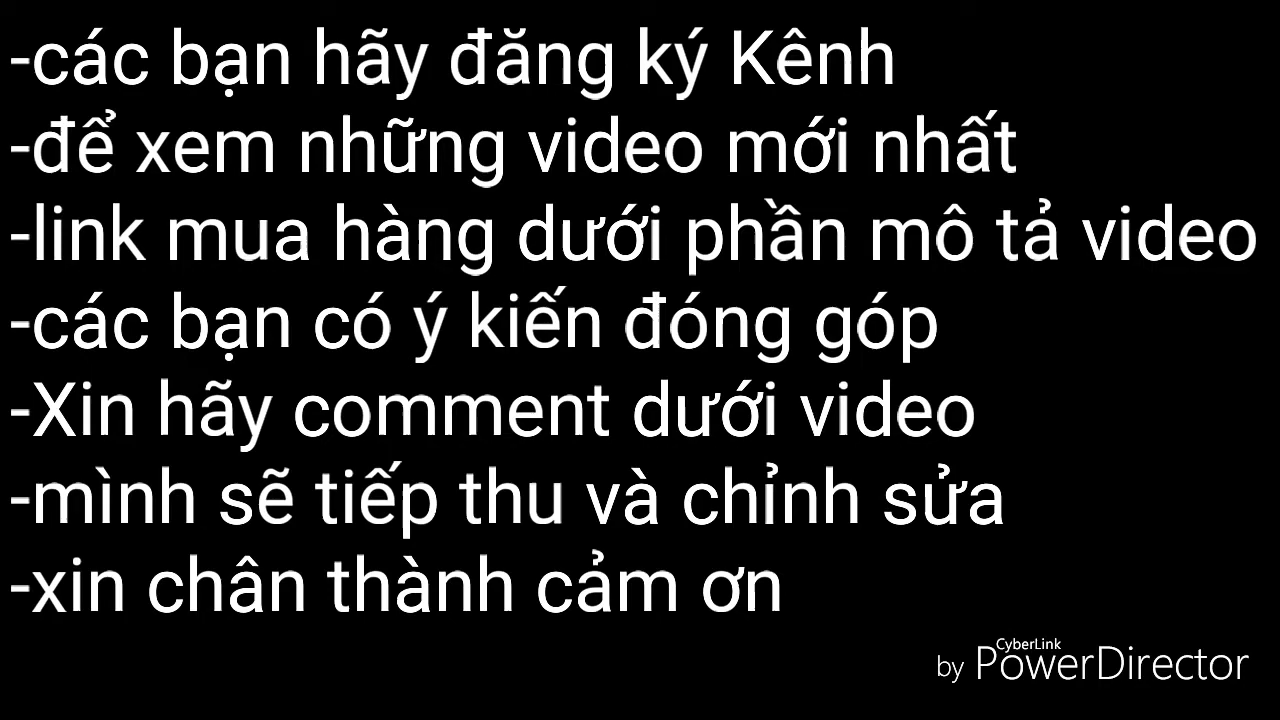 -các bạn hãy đăng ký Kênh
-để xem những video mới nhất
-link mua hàng dưới phần mô tả video
-các bạn có ý kiến đóng góp
-Xin hãy comment dưới video
-mình sẽ tiếp thu và chỉnh sửa
-xin chân thành cảm ơn
CyberLink
by PowerDirector